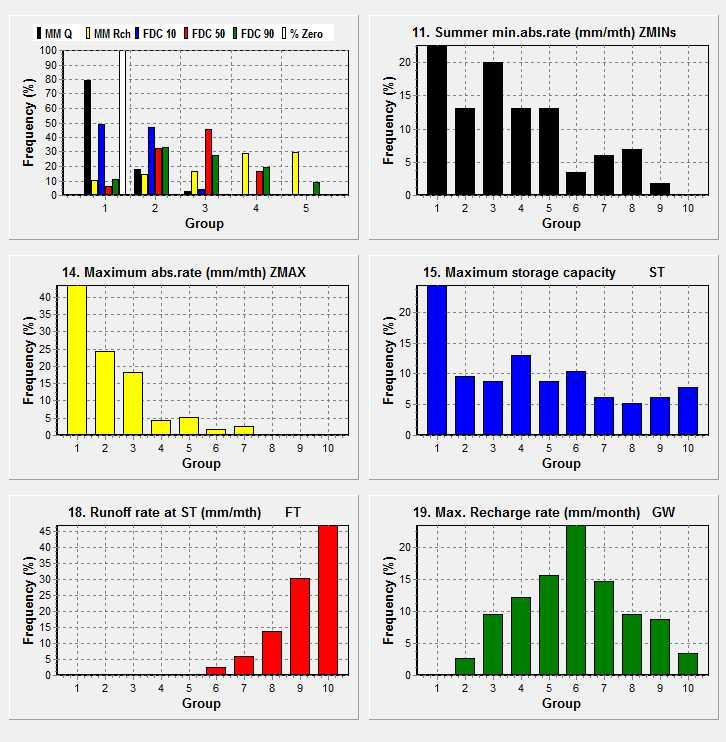 MM Q MM Rch FDC 10 FDC 50 FDC 90 % Zero
Frequency (%)
100
90
80
70
60
50
40
30
20
10
0
1 2 3 4 5
Group
11. Summer min.abs.rate (mm/mth) ZMINs
Frequency (%)
20
15
10
5
0
1 2 3 4 5 6 7 8 9 10
Group
14. Maximum abs.rate (mm/mth) ZMAX
Frequency (%)
40
35
30
25
20
15
10
5
0
1 2 3 4 5 6 7 8 9 10
Group
15. Maximum storage capacity ST
Frequency (%)
20
15
10
5
0
1 2 3 4 5 6 7 8 9 10
Group
18. Runoff rate at ST (mm/mth) FT
Frequency (%)
45
40
35
30
25
20
15
10
5
0
1 2 3 4 5 6 7 8 9 10
Group
19. Max. Recharge rate (mm/month) GW
Frequency (%)
20
15
10
5
0
1 2 3 4 5 6 7 8 9 10
Group